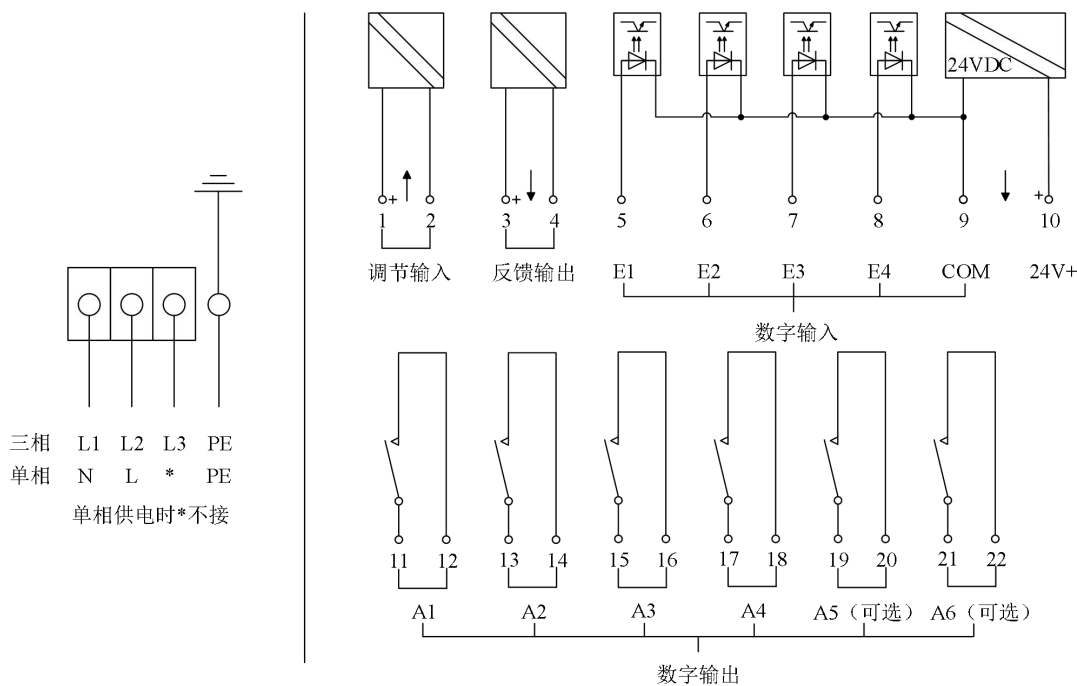 三相 L1 L2 L3 PE
单相 N L * PE
单相供电时*不接
24VDC
+ + +
1 2 3 4 5 6 7 8 9 10
调节输入 反馈输出 E1 E2 E3 E4 COM 24V+
数字输入
11 12 13 14 15 16 17 18 19 20 21 22
A1 A2 A3 A4 A5（可选） A6（可选）
数字输出